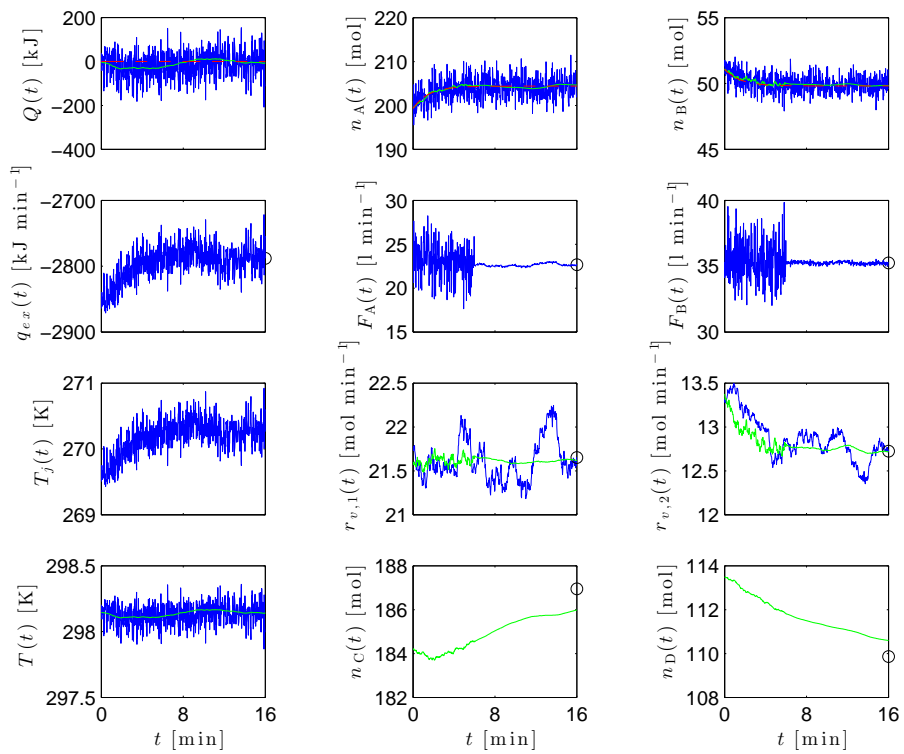 200
0
−200
−400
Q(t) [kJ]
220
210
200
190
n_A(t) [mol]
55
50
45
n_B(t) [mol]
−2700
−2800
−2900
q_ex(t) [kJ min⁻¹]
30
23
22
15
F_A(t) [l min⁻¹]
40
35
30
F_B(t) [l min⁻¹]
271
270
269
T_j(t) [K]
22.5
22
21.5
21
r_v,1(t) [mol min⁻¹]
13.5
13
12.5
12
r_v,2(t) [mol min⁻¹]
298.5
298
297.5
T(t) [K]
0 8 16
t [min]
188
186
184
182
n_C(t) [mol]
0 8 16
t [min]
114
112
110
108
n_D(t) [mol]
0 8 16
t [min]